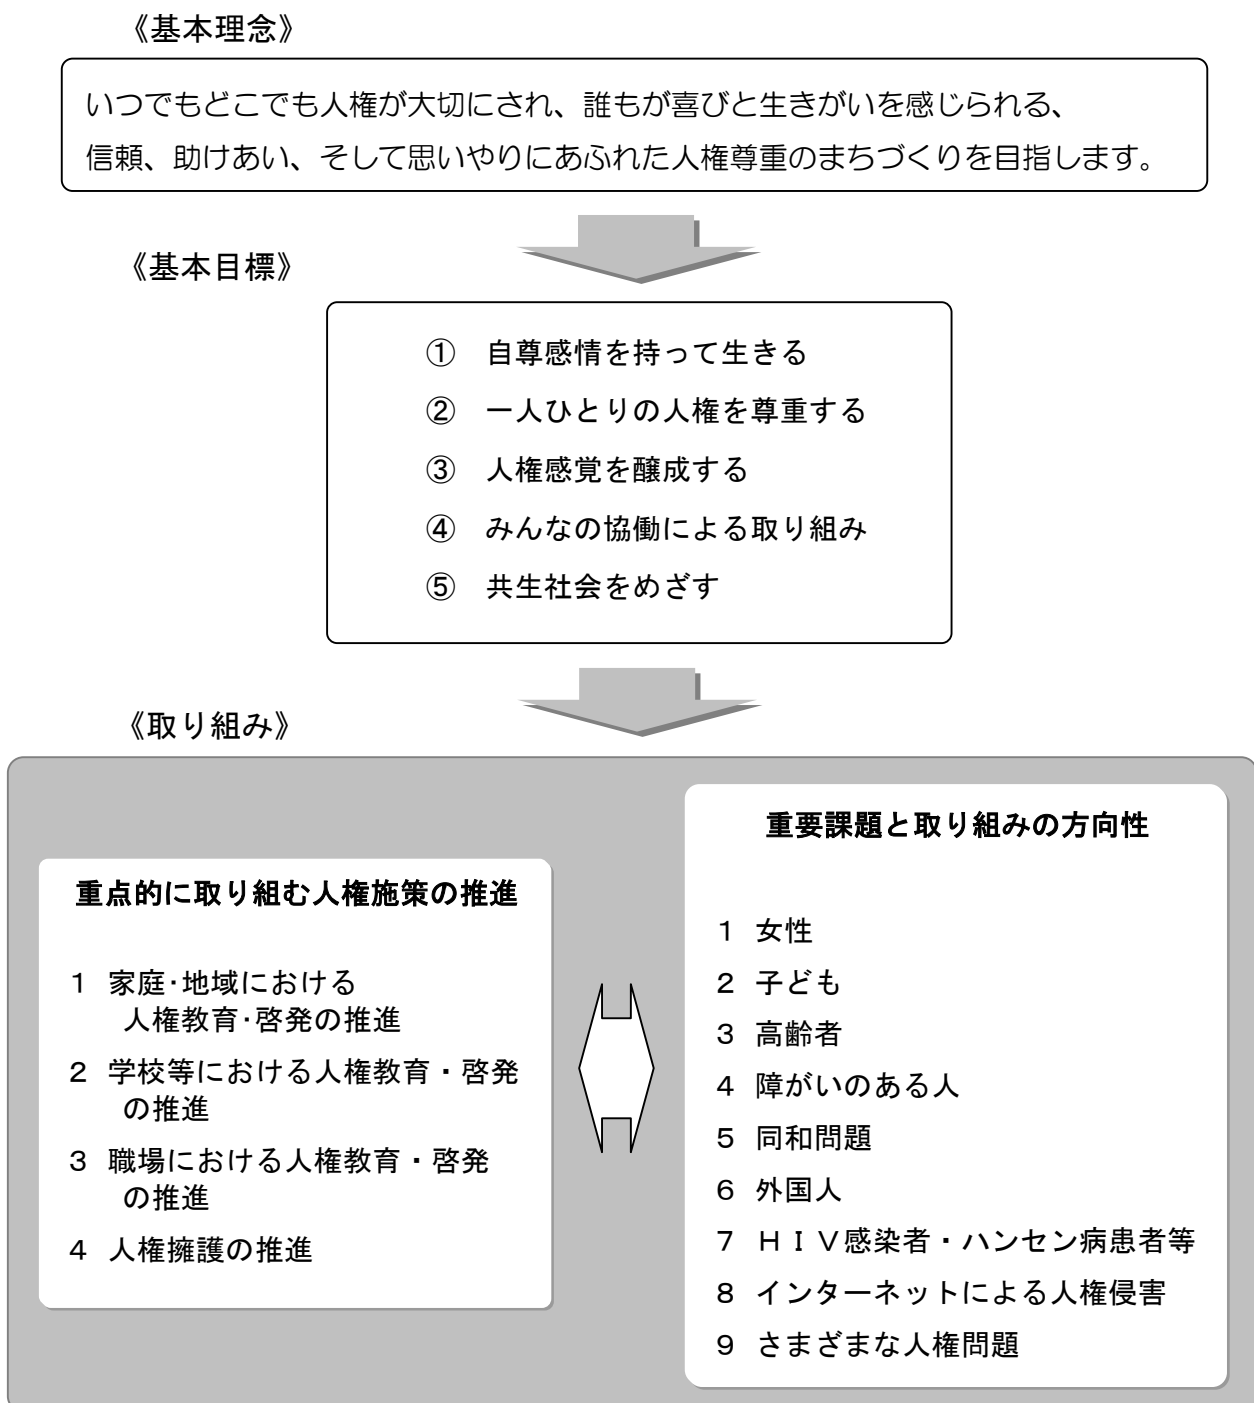 《基本理念》
いつでもどこでも人権が大切にされ、誰もが喜びと生きがいを感じられる、
信頼、助けあい、そして思いやりにあふれた人権尊重のまちづくりを目指します。
《基本目標》
① 自尊感情を持って生きる
② 一人ひとりの人権を尊重する
③ 人権感覚を醸成する
④ みんなの協働による取り組み
⑤ 共生社会をめざす
《取り組み》
重点的に取り組む人権施策の推進
1 家庭・地域における
人権教育・啓発の推進
2 学校等における人権教育・啓発
の推進
3 職場における人権教育・啓発
の推進
4 人権擁護の推進
重要課題と取り組みの方向性
1 女性
2 子ども
3 高齢者
4 障がいのある人
5 同和問題
6 外国人
7 ＨＩＶ感染者・ハンセン病患者等
8 インターネットによる人権侵害
9 さまざまな人権問題